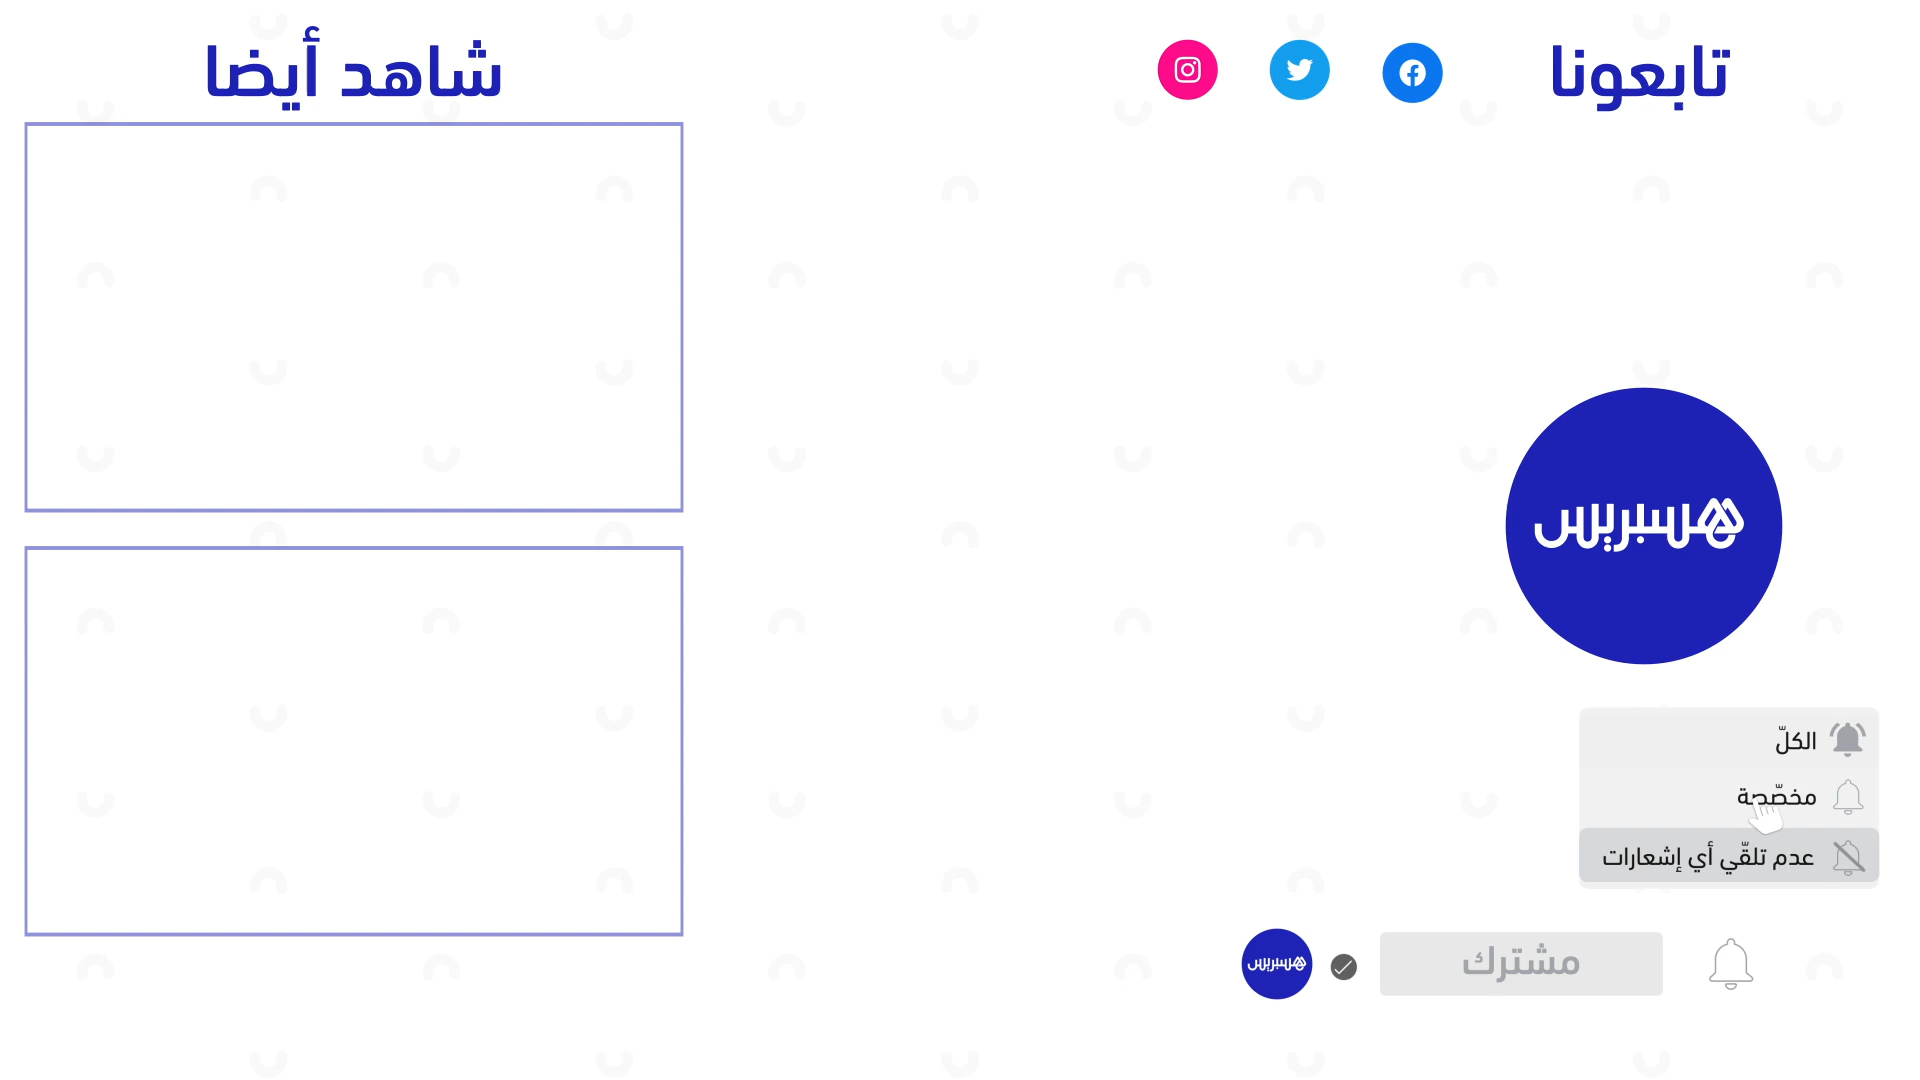 تابعونا
شاهد أيضا
هسبريس
الكلّ
مخصّصة
عدم تلقّي أي إشعارات
مشترك
هسبريس